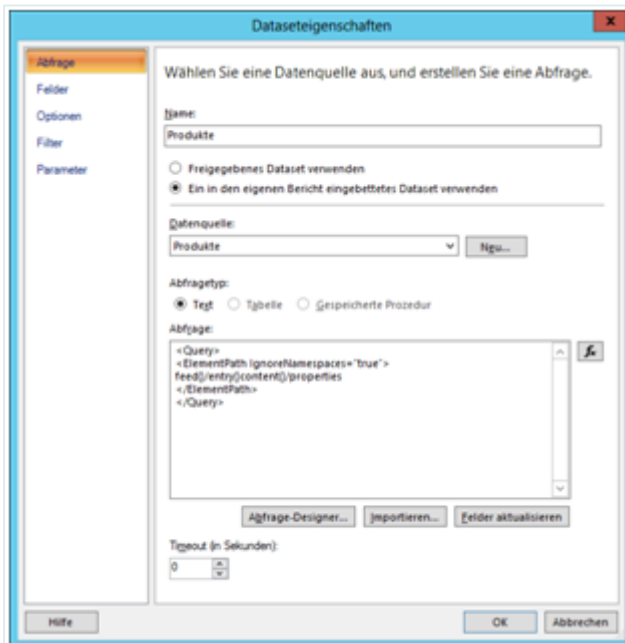 Dataseteigenschaften
x
Abfrage
Felder
Optionen
Filter
Parameter
Wählen Sie eine Datenquelle aus, und erstellen Sie eine Abfrage.
Name:
Produkte
Freigegebenes Dataset verwenden
Ein in den eigenen Bericht eingebettetes Dataset verwenden
Datenquelle:
Produkte
Neu...
Abfragetyp:
Text
Tabelle
Gespeicherte Prozedur
Abfrage:
<Query>
<ElementPath IgnoreNamespaces="true">
feed{}/entry{}content{}/properties
</ElementPath>
</Query>
fx
Abfrage-Designer...
Importieren...
Felder aktualisieren
Timeout (in Sekunden):
0
Hilfe
OK
Abbrechen